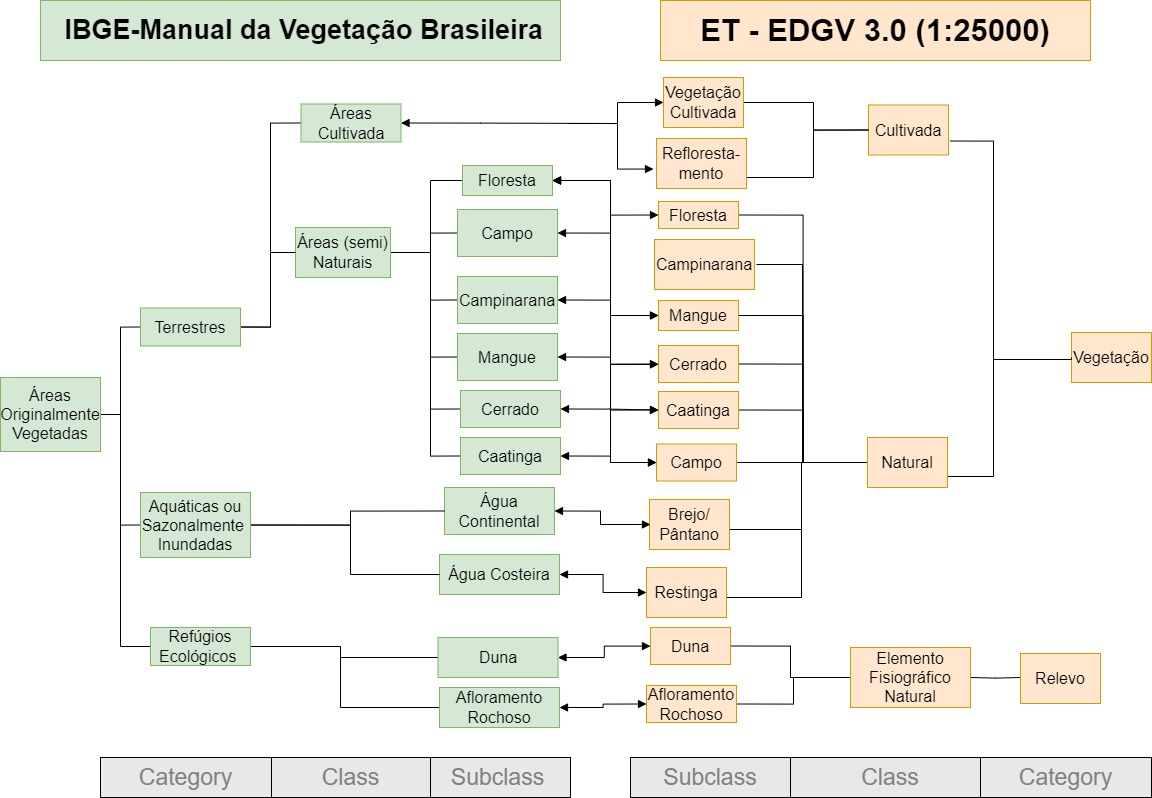 IBGE-Manual da Vegetação Brasileira
ET - EDGV 3.0 (1:25000)
Áreas
Cultivada
Vegetação
Cultivada
Refloresta-
mento
Cultivada
Áreas (semi)
Naturais
Floresta
Campo
Campinarana
Mangue
Cerrado
Caatinga
Floresta
Campinarana
Mangue
Cerrado
Caatinga
Campo
Natural
Vegetação
Terrestres
Áreas
Originalmente
Vegetadas
Aquáticas ou
Sazonalmente
Inundadas
Água
Continental
Água Costeira
Brejo/
Pântano
Restinga
Refúgios
Ecológicos
Duna
Afloramento
Rochoso
Duna
Afloramento
Rochoso
Elemento
Fisiográfico
Natural
Relevo
Category
Class
Subclass
Subclass
Class
Category